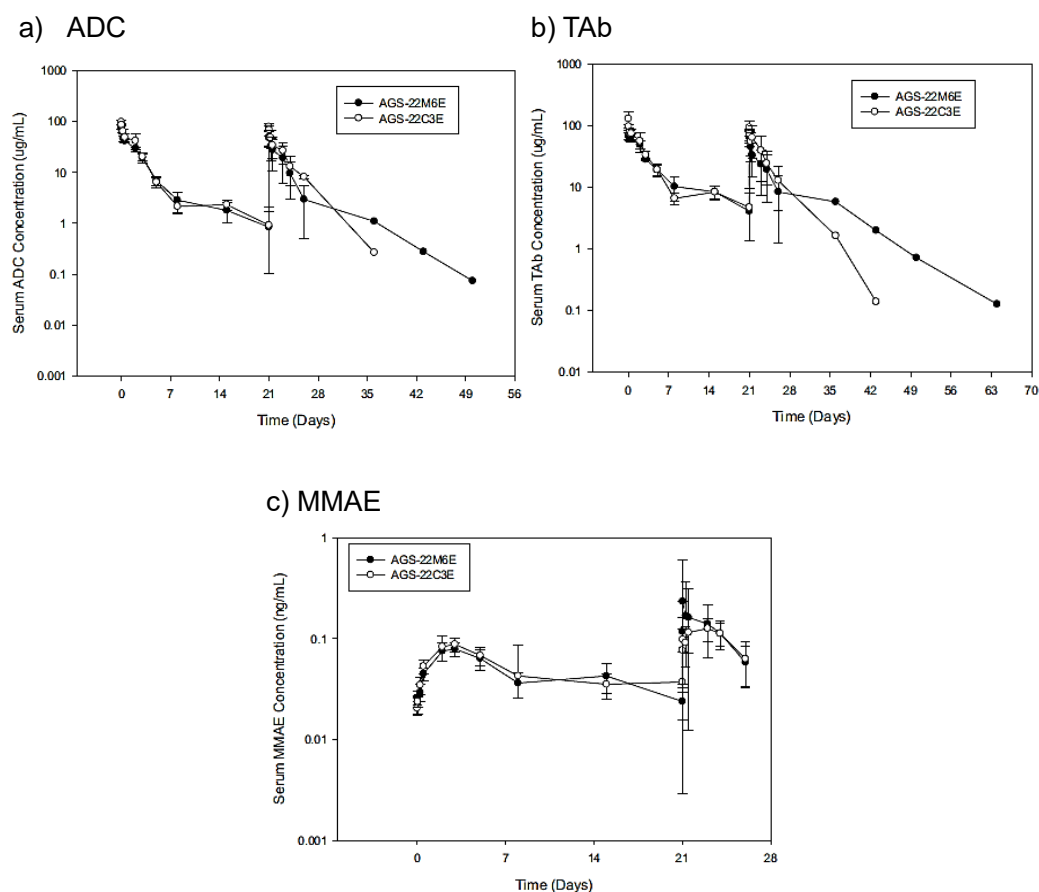 a) ADC
Serum ADC Concentration (ug/mL)
1000
100
10
1
0.1
0.01
0.001
AGS-22M6E
AGS-22C3E
0 7 14 21 28 35 42 49 56
Time (Days)
b) TAb
Serum TAb Concentration (ug/mL)
1000
100
10
1
0.1
0.01
AGS-22M6E
AGS-22C3E
0 7 14 21 28 35 42 49 56 63 70
Time (Days)
c) MMAE
Serum MMAE Concentration (ng/mL)
1
0.1
0.01
0.001
AGS-22M6E
AGS-22C3E
0 7 14 21 28
Time (Days)